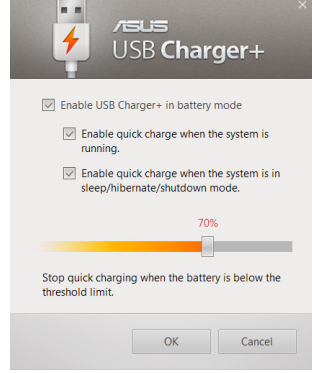 ASUS
USB Charger+
Enable USB Charger+ in battery mode
Enable quick charge when the system is
running.
Enable quick charge when the system is in
sleep/hibernate/shutdown mode.
70%
Stop quick charging when the battery is below the
threshold limit.
OK
Cancel